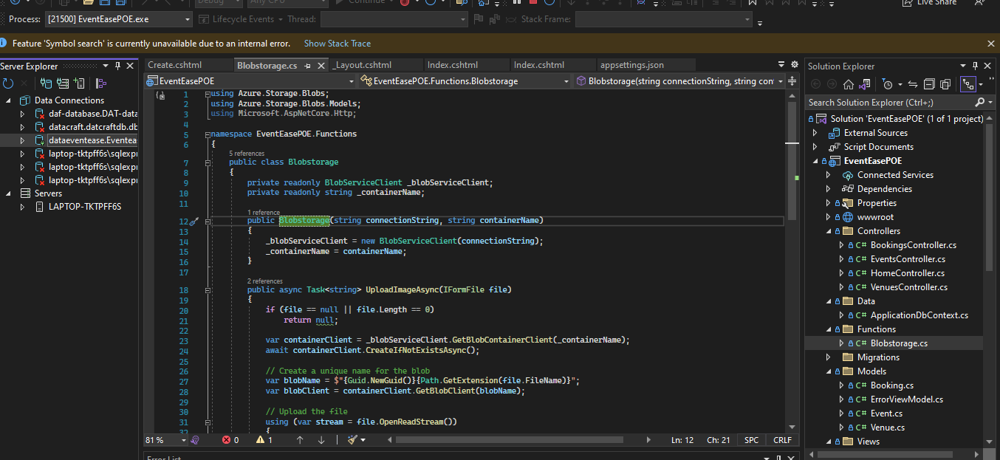 Debug
Any CPU
Continue
Live Share
Process: [21500] EventEasePOE.exe Lifecycle Events Thread: Stack Frame:
Feature 'Symbol search' is currently unavailable due to an internal error. Show Stack Trace
Server Explorer
Data Connections
daf-database.DAT-data
datacraft.datcraftdb.db
dataeventease.Eventea
laptop-tktpff6s\sqlexpr
laptop-tktpff6s\sqlexpr
laptop-tktpff6s\sqlexpr
Servers
LAPTOP-TKTPFF6S
Create.cshtml Blobstorage.cs _Layout.cshtml Index.cshtml Index.cshtml appsettings.json
EventEasePOE EventEasePOE.Functions.Blobstorage Blobstorage(string connectionString, string con
1 using Azure.Storage.Blobs;
2 using Azure.Storage.Blobs.Models;
3 using Microsoft.AspNetCore.Http;
4
5 namespace EventEasePOE.Functions
6 {
5 references
7 public class Blobstorage
8 {
9 private readonly BlobServiceClient _blobServiceClient;
10 private readonly string _containerName;
11
1 reference
12 public Blobstorage(string connectionString, string containerName)
13 {
14 _blobServiceClient = new BlobServiceClient(connectionString);
15 _containerName = containerName;
16 }
17
2 references
18 public async Task<string> UploadImageAsync(IFormFile file)
19 {
20 if (file == null || file.Length == 0)
21 return null;
22
23 var containerClient = _blobServiceClient.GetBlobContainerClient(_containerName);
24 await containerClient.CreateIfNotExistsAsync();
25
26 // Create a unique name for the blob
27 var blobName = $"{Guid.NewGuid()}{Path.GetExtension(file.FileName)}";
28 var blobClient = containerClient.GetBlobClient(blobName);
29
30 // Upload the file
31 using (var stream = file.OpenReadStream())
32 {
81 % 0 1 Ln: 12 Ch: 21 SPC CRLF
Error List
Solution Explorer
Search Solution Explorer (Ctrl+;)
Solution 'EventEasePOE' (1 of 1 project)
External Sources
Script Documents
EventEasePOE
Connected Services
Dependencies
Properties
wwwroot
Controllers
C# BookingsController.cs
C# EventsController.cs
C# HomeController.cs
C# VenuesController.cs
Data
C# ApplicationDbContext.cs
Functions
C# Blobstorage.cs
Migrations
Models
C# Booking.cs
C# ErrorViewModel.cs
C# Event.cs
C# Venue.cs
Views